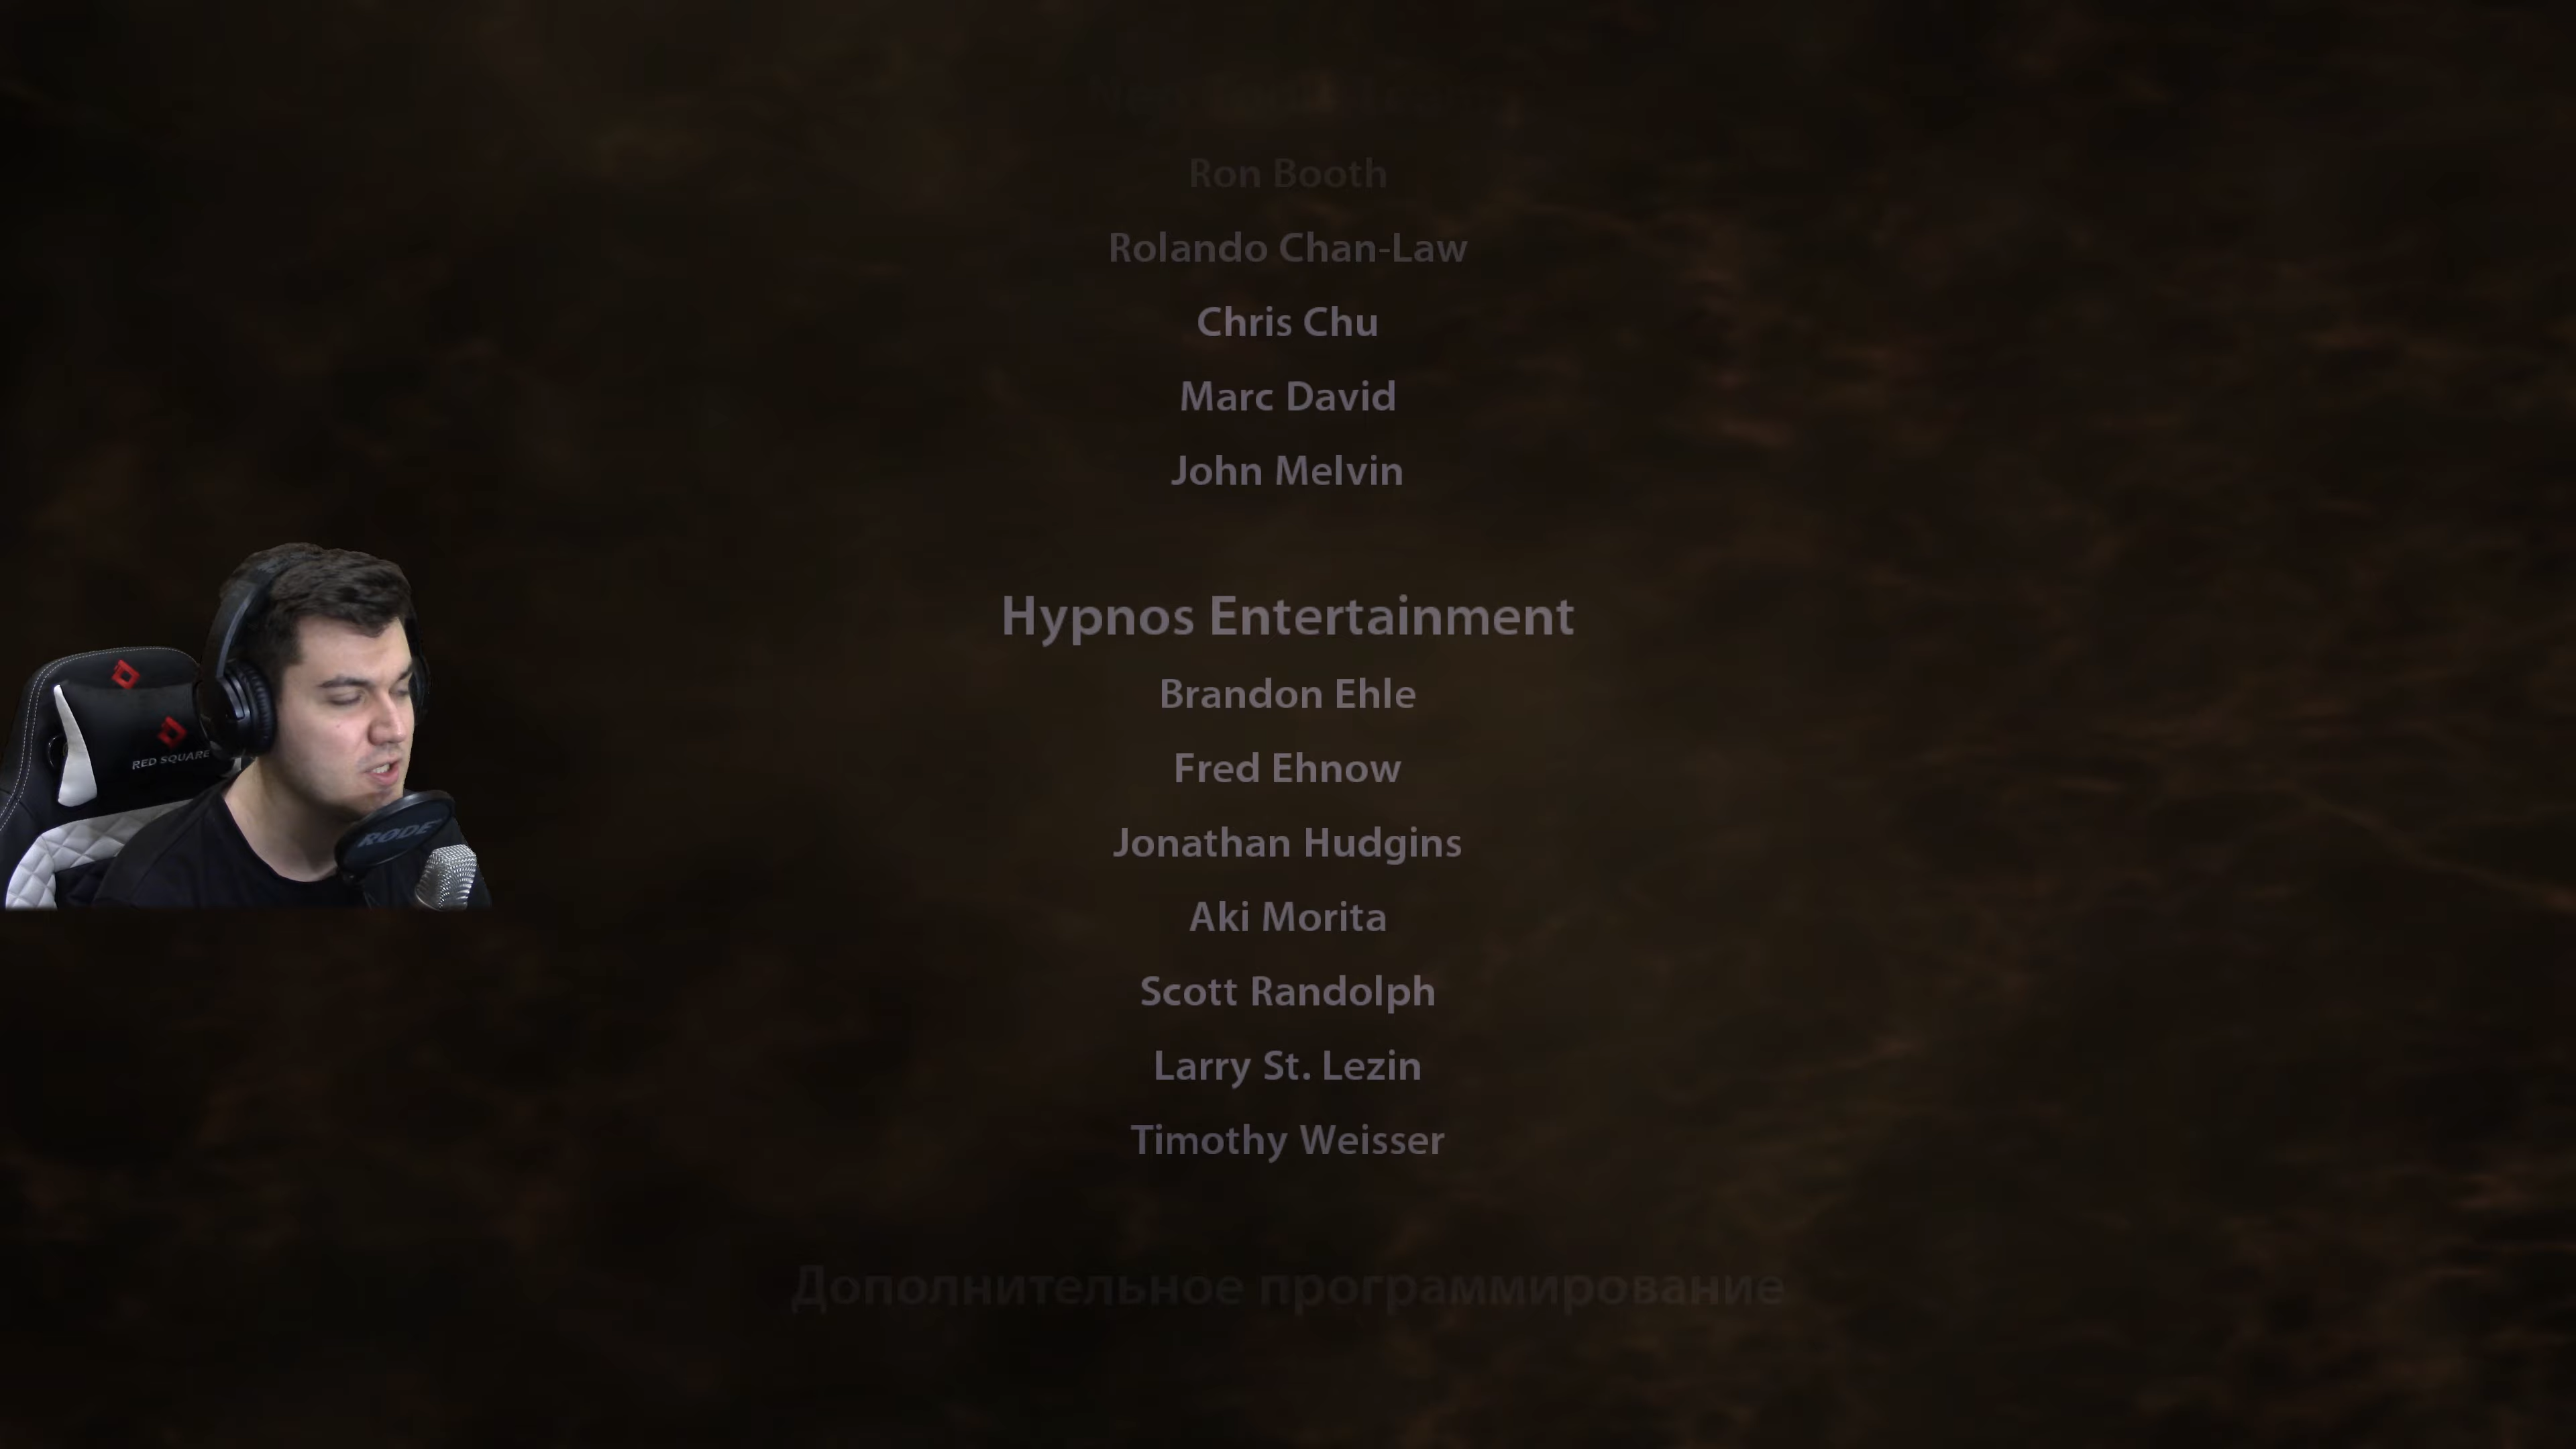 Ron Booth
Rolando Chan-Law
Chris Chu
Marc David
John Melvin
Hypnos Entertainment
Brandon Ehle
Fred Ehnow
Jonathan Hudgins
Aki Morita
Scott Randolph
Larry St. Lezin
Timothy Weisser
Дополнительное программирование
RED SQUARE
RØDE